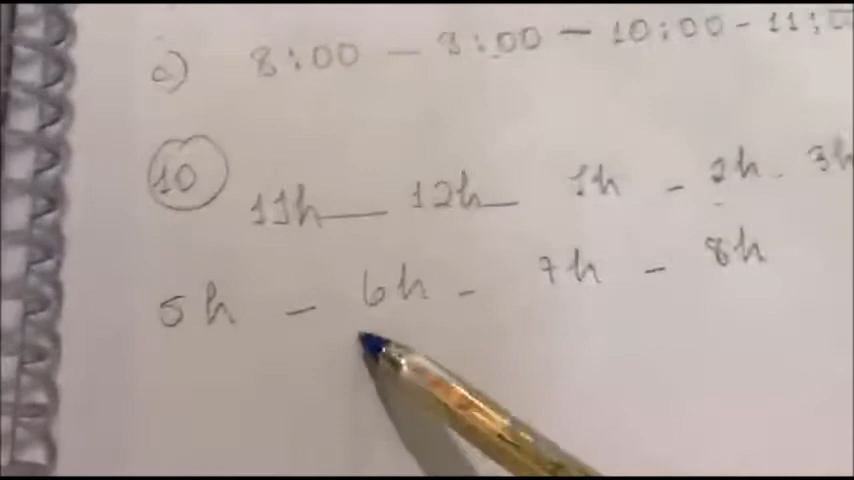 a) 8:00 — 9:00 — 10:00 - 11:00
10 11h — 12h — 1h - 2h - 3h
5h - 6h - 7h - 8h